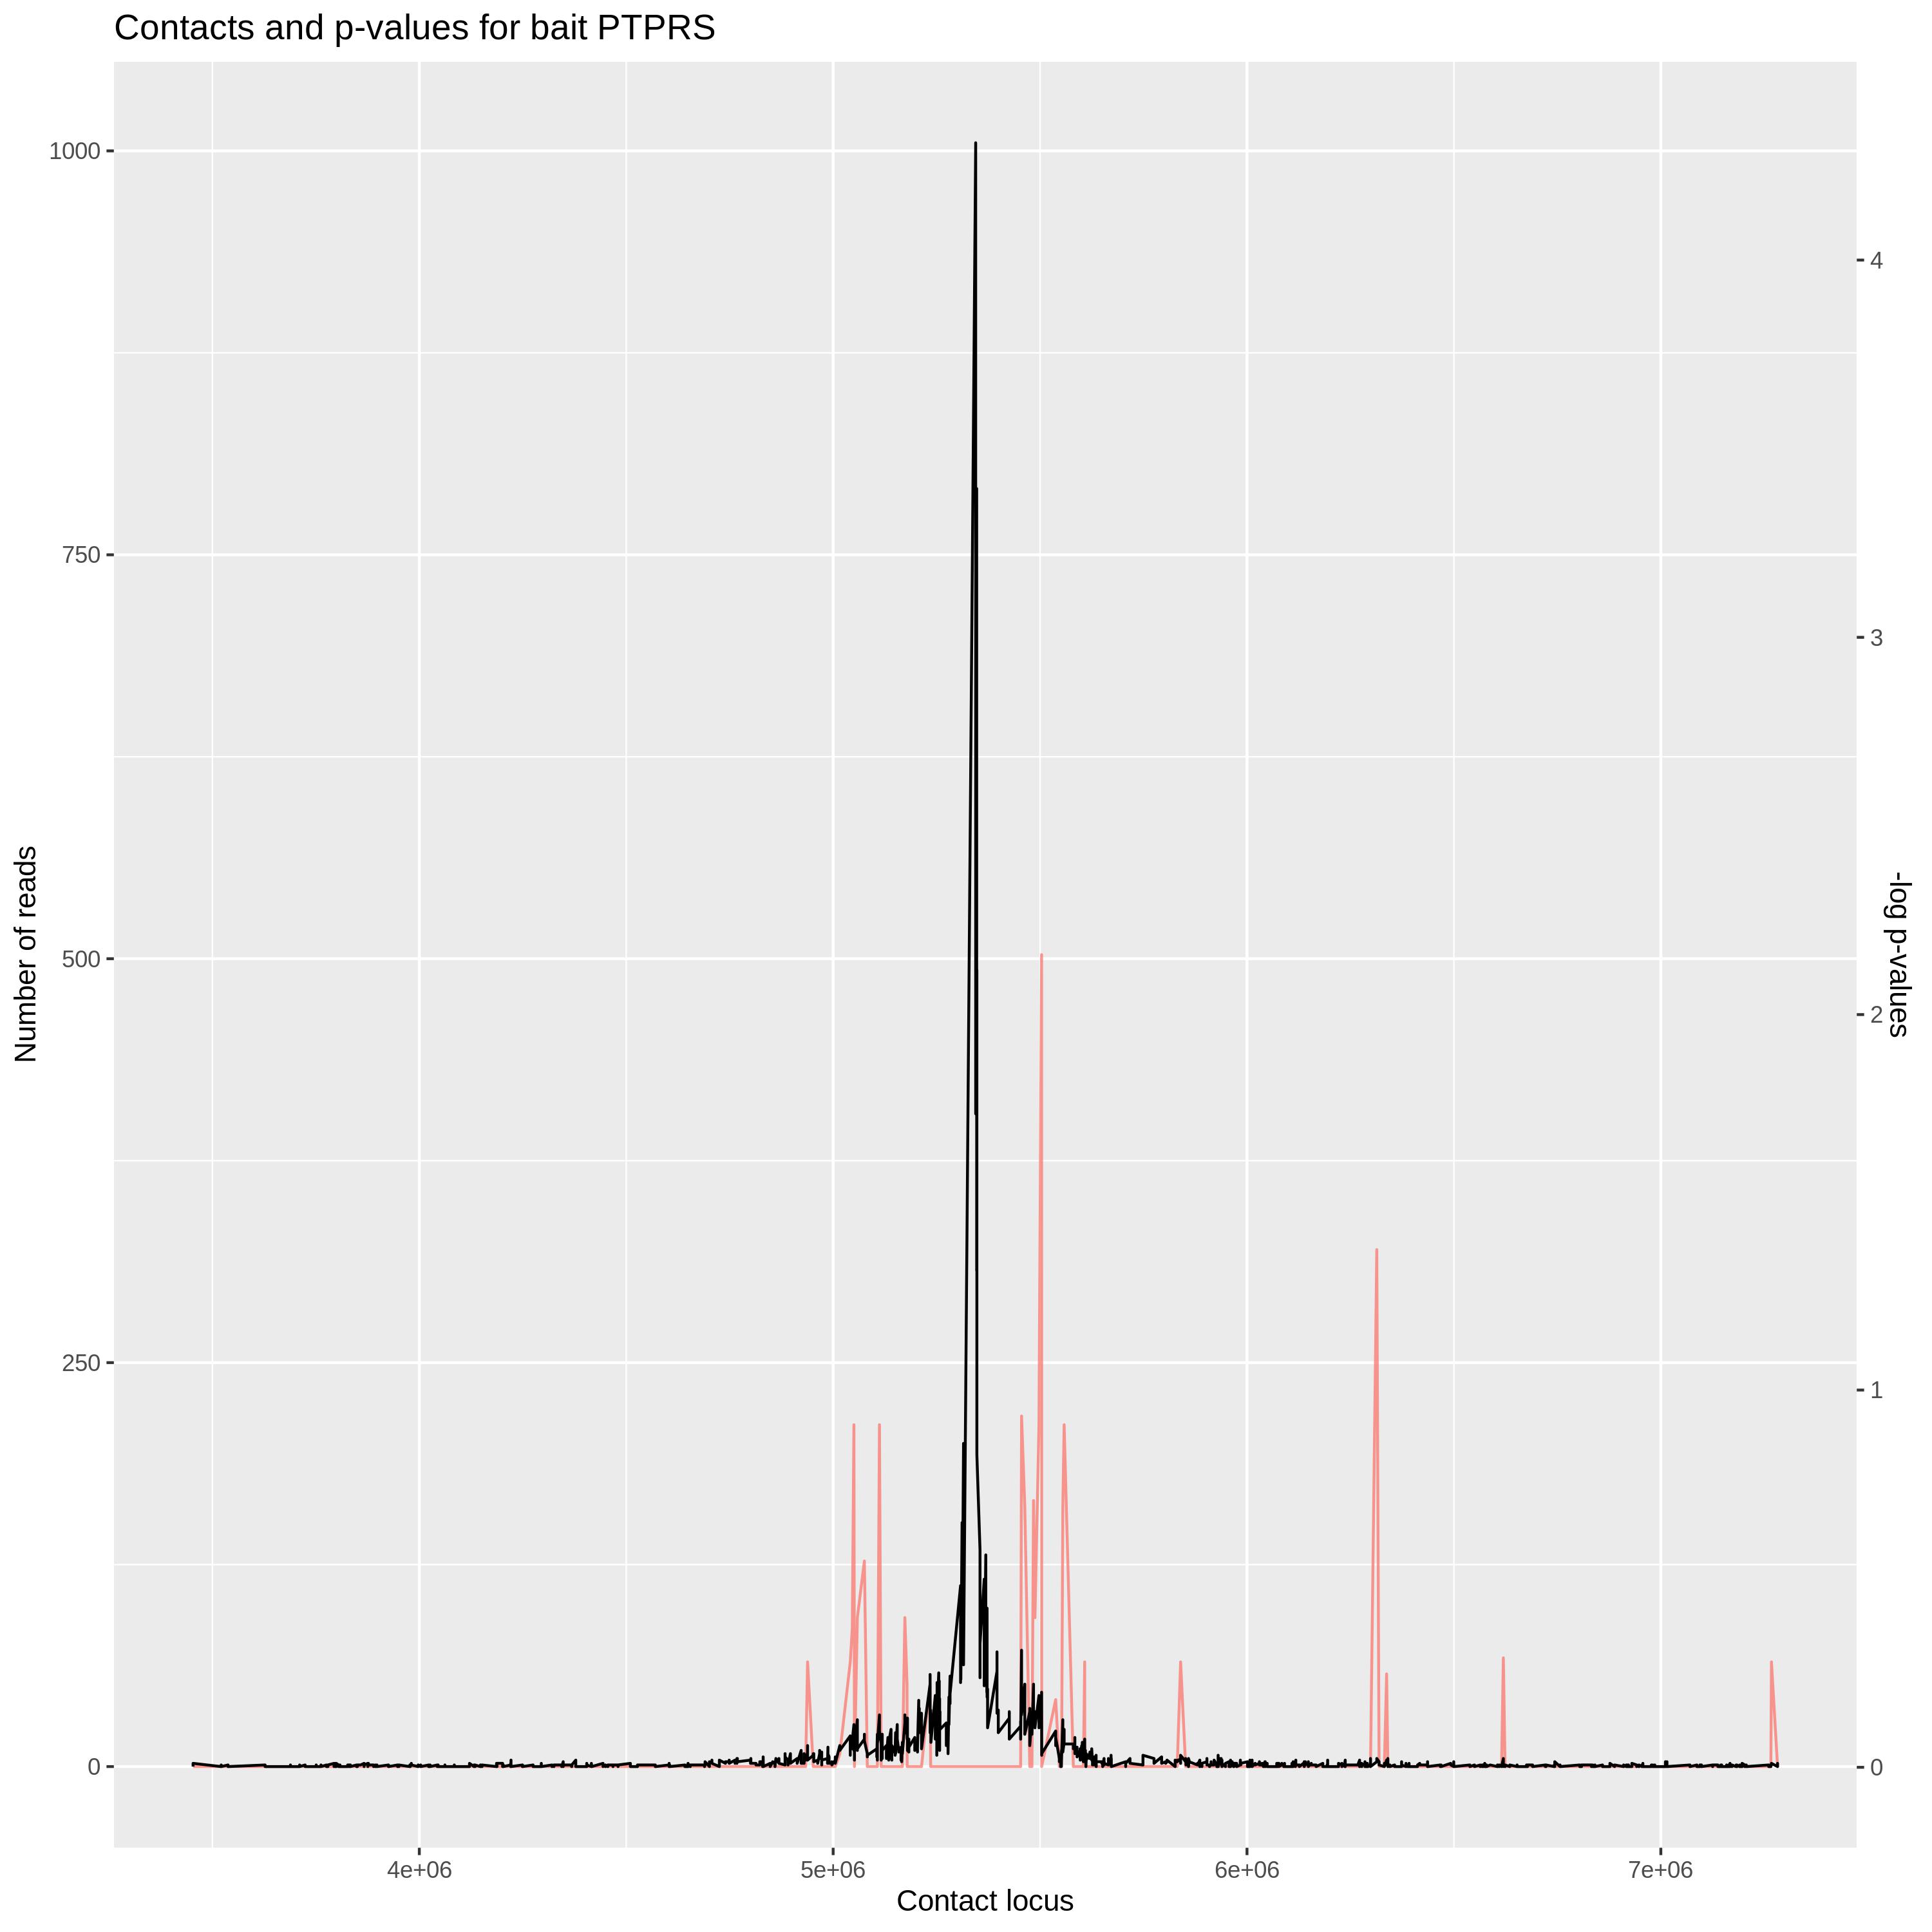 Contacts and p-values for bait PTPRS
1000
750
500
250
0
Number of reads
4
3
2
1
0
-log p-values
4e+06
5e+06
6e+06
7e+06
Contact locus